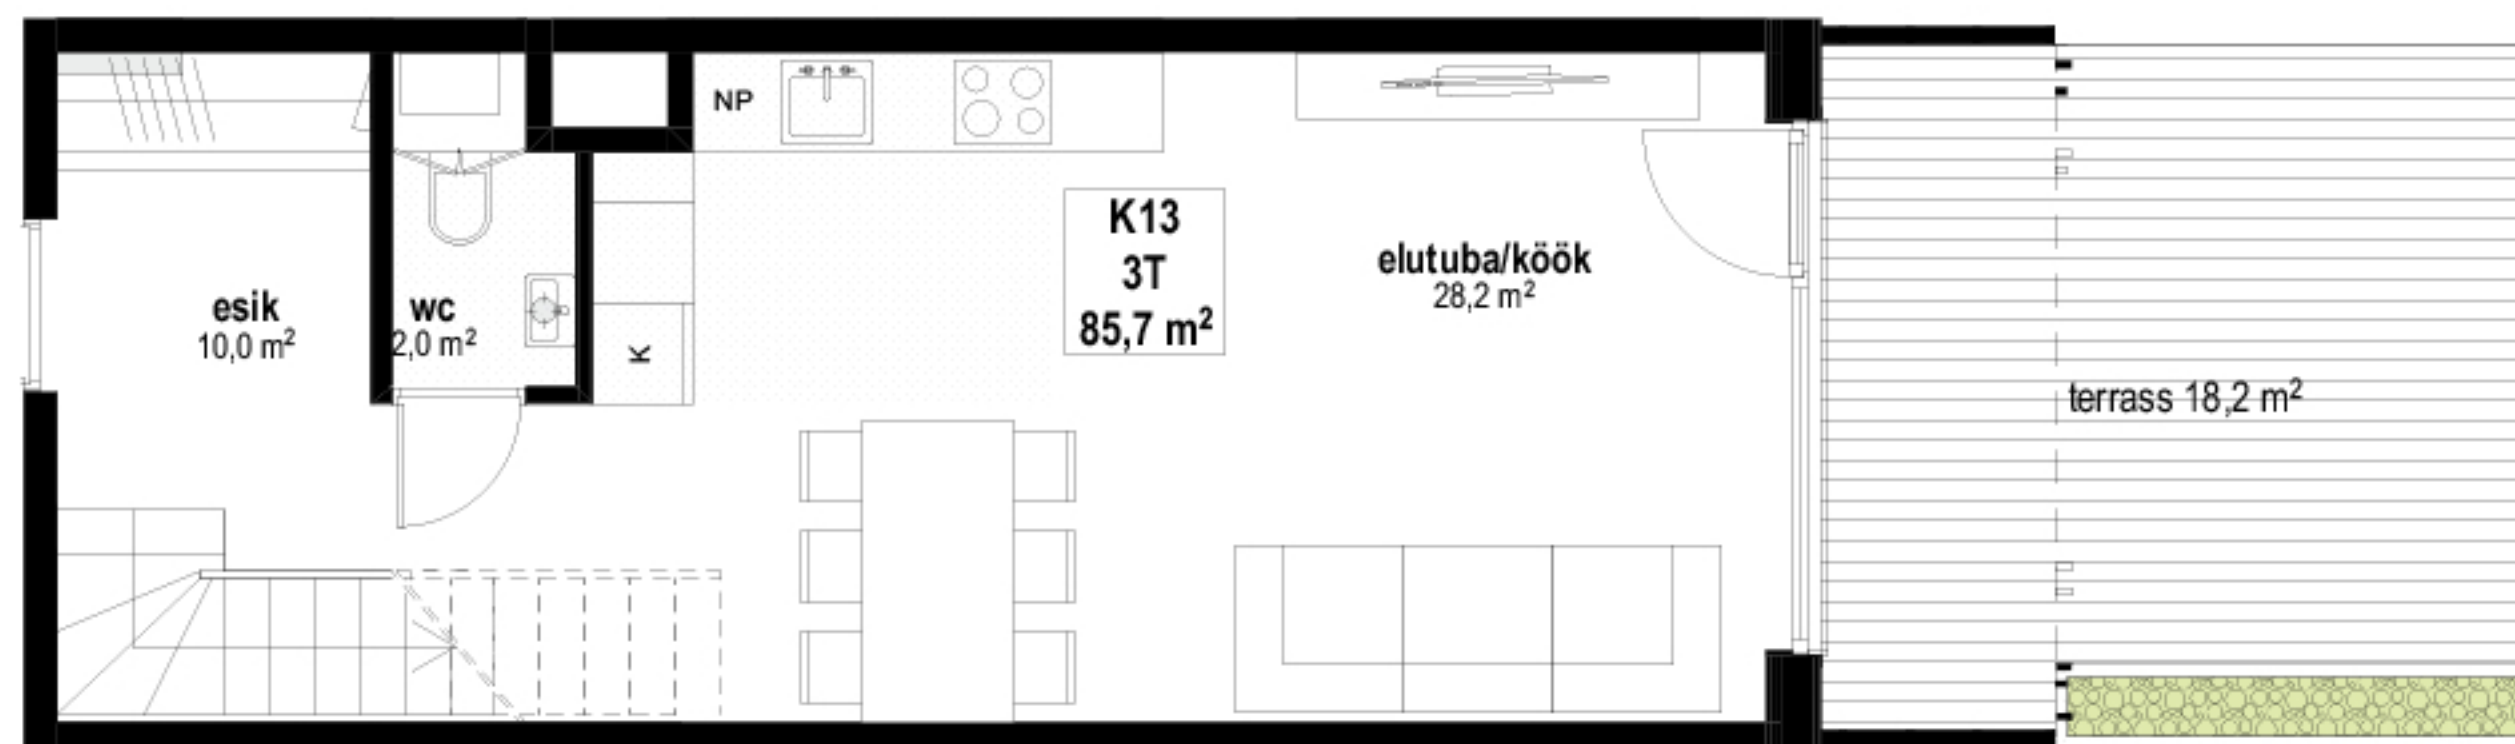 NP
K13
3T
85,7 m²
elutuba/köök
28,2 m²
esik
10,0 m²
wc
2,0 m²
K
terrass 18,2 m²